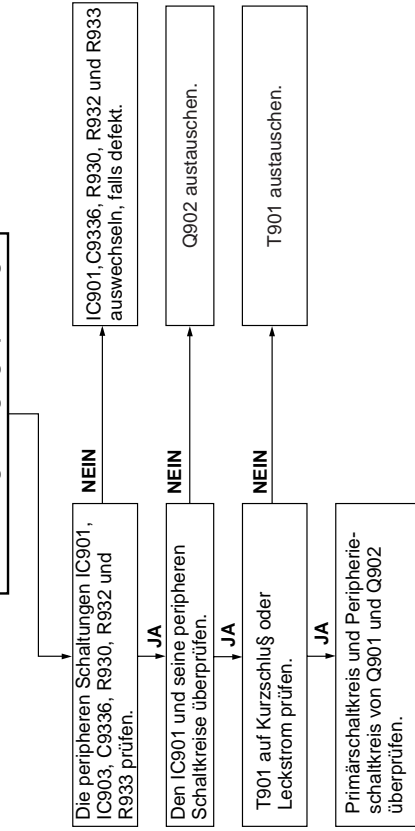 Die peripheren Schaltungen IC901,
IC903, C9336, R930, R932 und
R933 prüfen.
NEIN
IC901,C9336, R930, R932 und R933
auswechseln, falls defekt.
JA
Den IC901 und seine peripheren
Schaltkreise überprüfen.
NEIN
Q902 austauschen.
JA
T901 auf Kurzschlu§ oder
Leckstrom prüfen.
NEIN
T901 austauschen.
JA
Primärschaltkreis und Peripherie-
schaltkreis von Q901 und Q902
überprüfen.